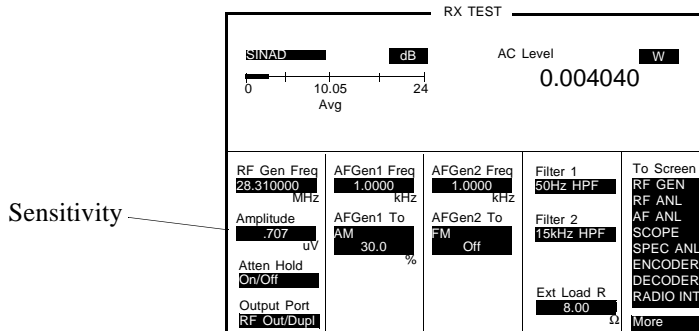 RX TEST
SINAD dB AC Level W
0.004040
0 10.05 24
Avg
RF Gen Freq AFGen1 Freq AFGen2 Freq Filter 1 To Screen
28.310000 1.0000 1.0000 50Hz HPF RF GEN
MHz kHz kHz RF ANL
Sensitivity Amplitude AFGen1 To AFGen2 To Filter 2 AF ANL
.707 AM FM 15kHz HPF SCOPE
uV 30.0 Off SPEC ANL
% ENCODER
Atten Hold DECODER
On/Off Ext Load R RADIO INT
Output Port 8.00
RF Out/Dupl Ω More